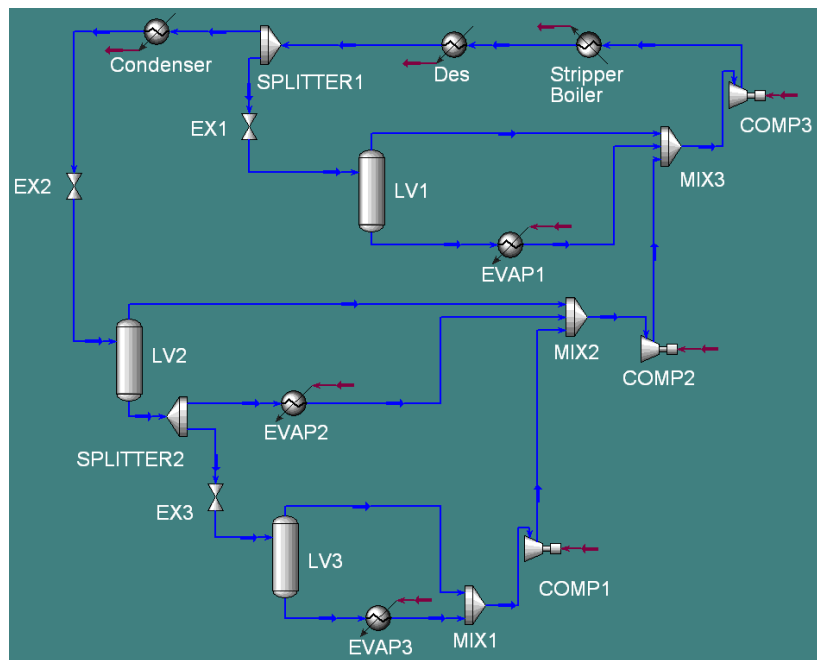 Condenser
SPLITTER1
Des
Stripper
Boiler
COMP3
EX1
EX2
LV1
MIX3
EVAP1
LV2
MIX2
COMP2
EVAP2
SPLITTER2
EX3
LV3
COMP1
EVAP3
MIX1